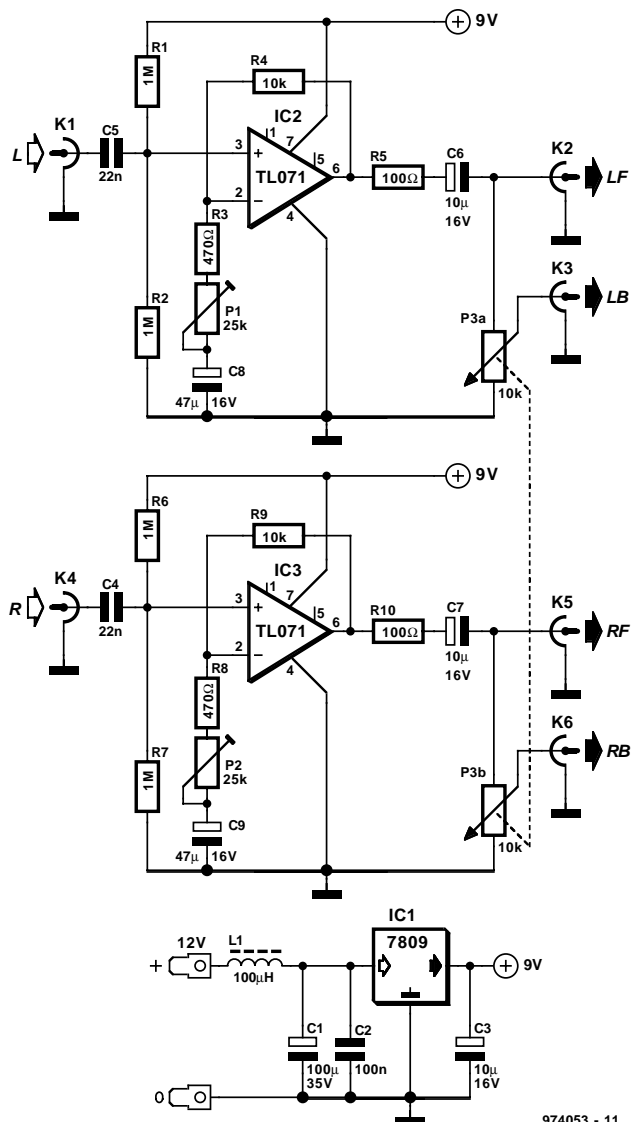 9V
R1
1M
R4
10k
K1
C5
IC2
L
22n
3
+
1
7
5
6
TL071
2
−
4
R5
100Ω
C6
10µ
16V
K2
LF
R3
470Ω
K3
LB
R2
1M
P1
25k
P3a
10k
C8
47µ
16V
9V
R6
1M
R9
10k
K4
C4
IC3
R
22n
3
+
1
7
5
6
TL071
2
−
4
R10
100Ω
C7
10µ
16V
K5
RF
R8
470Ω
K6
RB
R7
1M
P2
25k
P3b
10k
C9
47µ
16V
IC1
+
12V
L1
100µH
7809
9V
C1
100µ
35V
C2
100n
C3
10µ
16V
0
974053 - 11